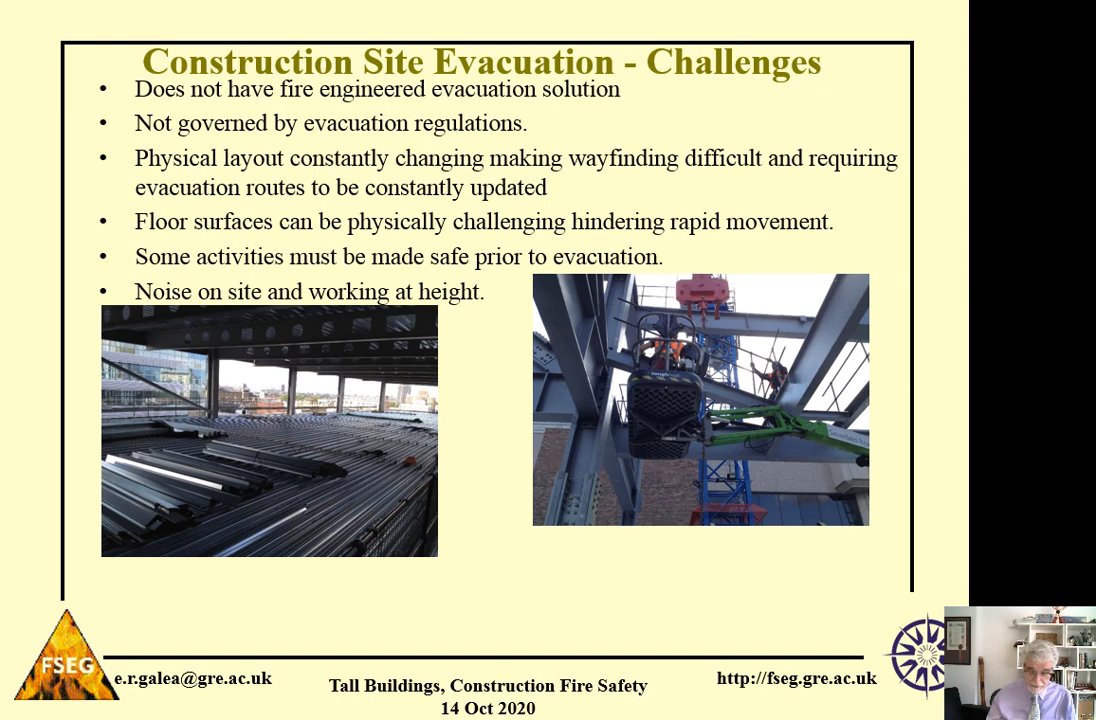 Construction Site Evacuation - Challenges
• Does not have fire engineered evacuation solution
• Not governed by evacuation regulations.
• Physical layout constantly changing making wayfinding difficult and requiring
evacuation routes to be constantly updated
• Floor surfaces can be physically challenging hindering rapid movement.
• Some activities must be made safe prior to evacuation.
• Noise on site and working at height.
FSEG
e.r.galea@gre.ac.uk
Tall Buildings, Construction Fire Safety
14 Oct 2020
http://fseg.gre.ac.uk